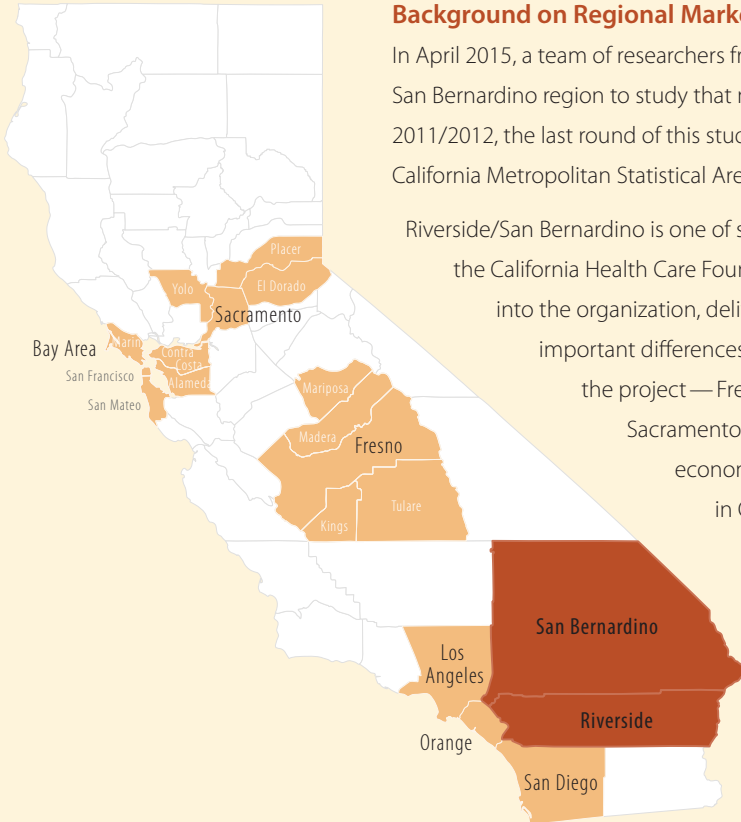 Background on Regional Marke
In April 2015, a team of researchers fr
San Bernardino region to study that m
2011/2012, the last round of this stud
California Metropolitan Statistical Are
Riverside/San Bernardino is one of s
the California Health Care Foun
into the organization, deli
important differences
the project — Fre
Sacramento
econor
in C
Placer
Yolo
El Dorado
Sacramento
Bay Area
Marin
Contra
Costa
San Francisco
Alameda
San Mateo
Mariposa
Madera
Fresno
Tulare
Kings
San Bernardino
Los
Angeles
Riverside
Orange
San Diego